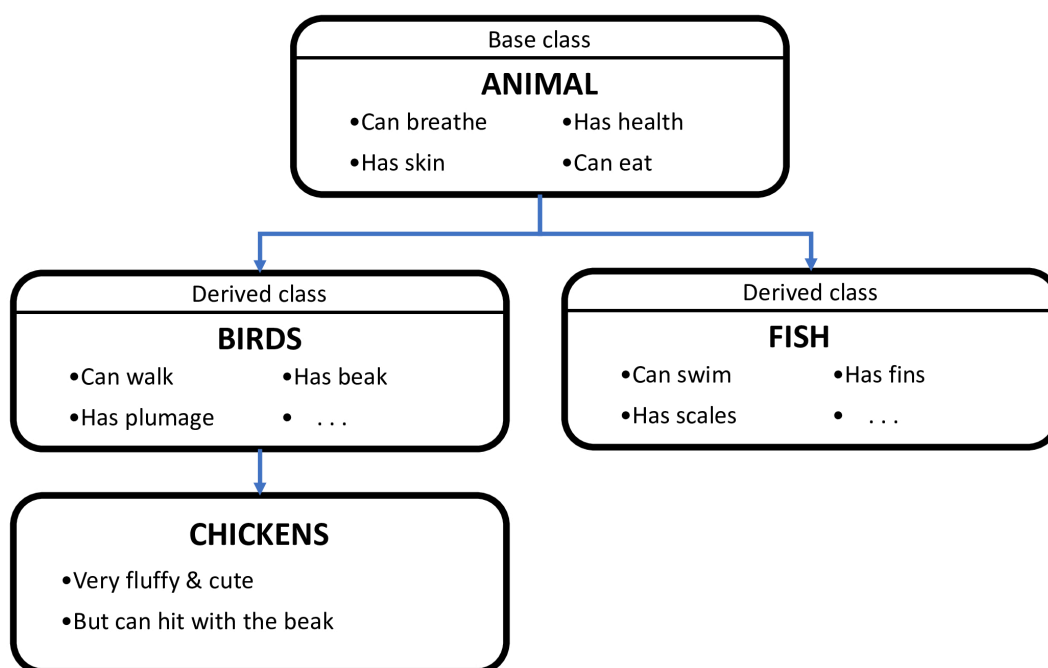 Base class
ANIMAL
•Can breathe •Has health
•Has skin •Can eat
Derived class
BIRDS
•Can walk •Has beak
•Has plumage • . . .
Derived class
FISH
•Can swim •Has fins
•Has scales • . . .
CHICKENS
•Very fluffy & cute
•But can hit with the beak